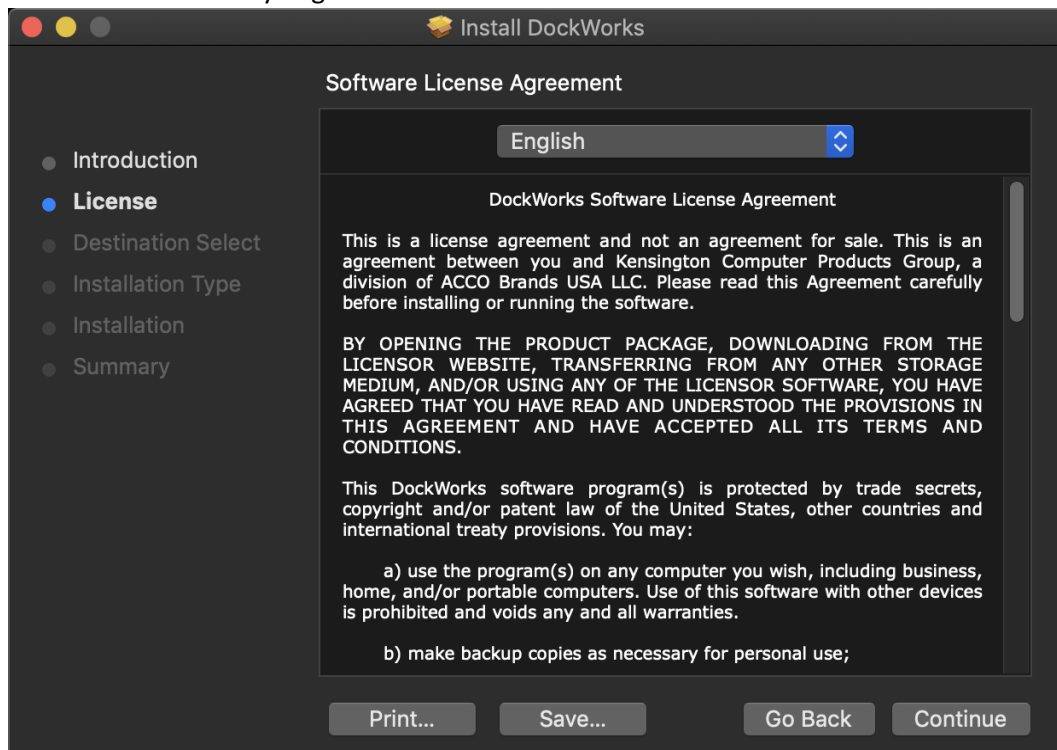 Install DockWorks
Software License Agreement
Introduction
License
Destination Select
Installation Type
Installation
Summary
English
DockWorks Software License Agreement
This is a license agreement and not an agreement for sale. This is an
agreement between you and Kensington Computer Products Group, a
division of ACCO Brands USA LLC. Please read this Agreement carefully
before installing or running the software.
BY OPENING THE PRODUCT PACKAGE, DOWNLOADING FROM THE
LICENSOR WEBSITE, TRANSFERRING FROM ANY OTHER STORAGE
MEDIUM, AND/OR USING ANY OF THE LICENSOR SOFTWARE, YOU HAVE
AGREED THAT YOU HAVE READ AND UNDERSTOOD THE PROVISIONS IN
THIS AGREEMENT AND HAVE ACCEPTED ALL ITS TERMS AND
CONDITIONS.
This DockWorks software program(s) is protected by trade secrets,
copyright and/or patent law of the United States, other countries and
international treaty provisions. You may:
a) use the program(s) on any computer you wish, including business,
home, and/or portable computers. Use of this software with other devices
is prohibited and voids any and all warranties.
b) make backup copies as necessary for personal use;
Print...
Save...
Go Back
Continue